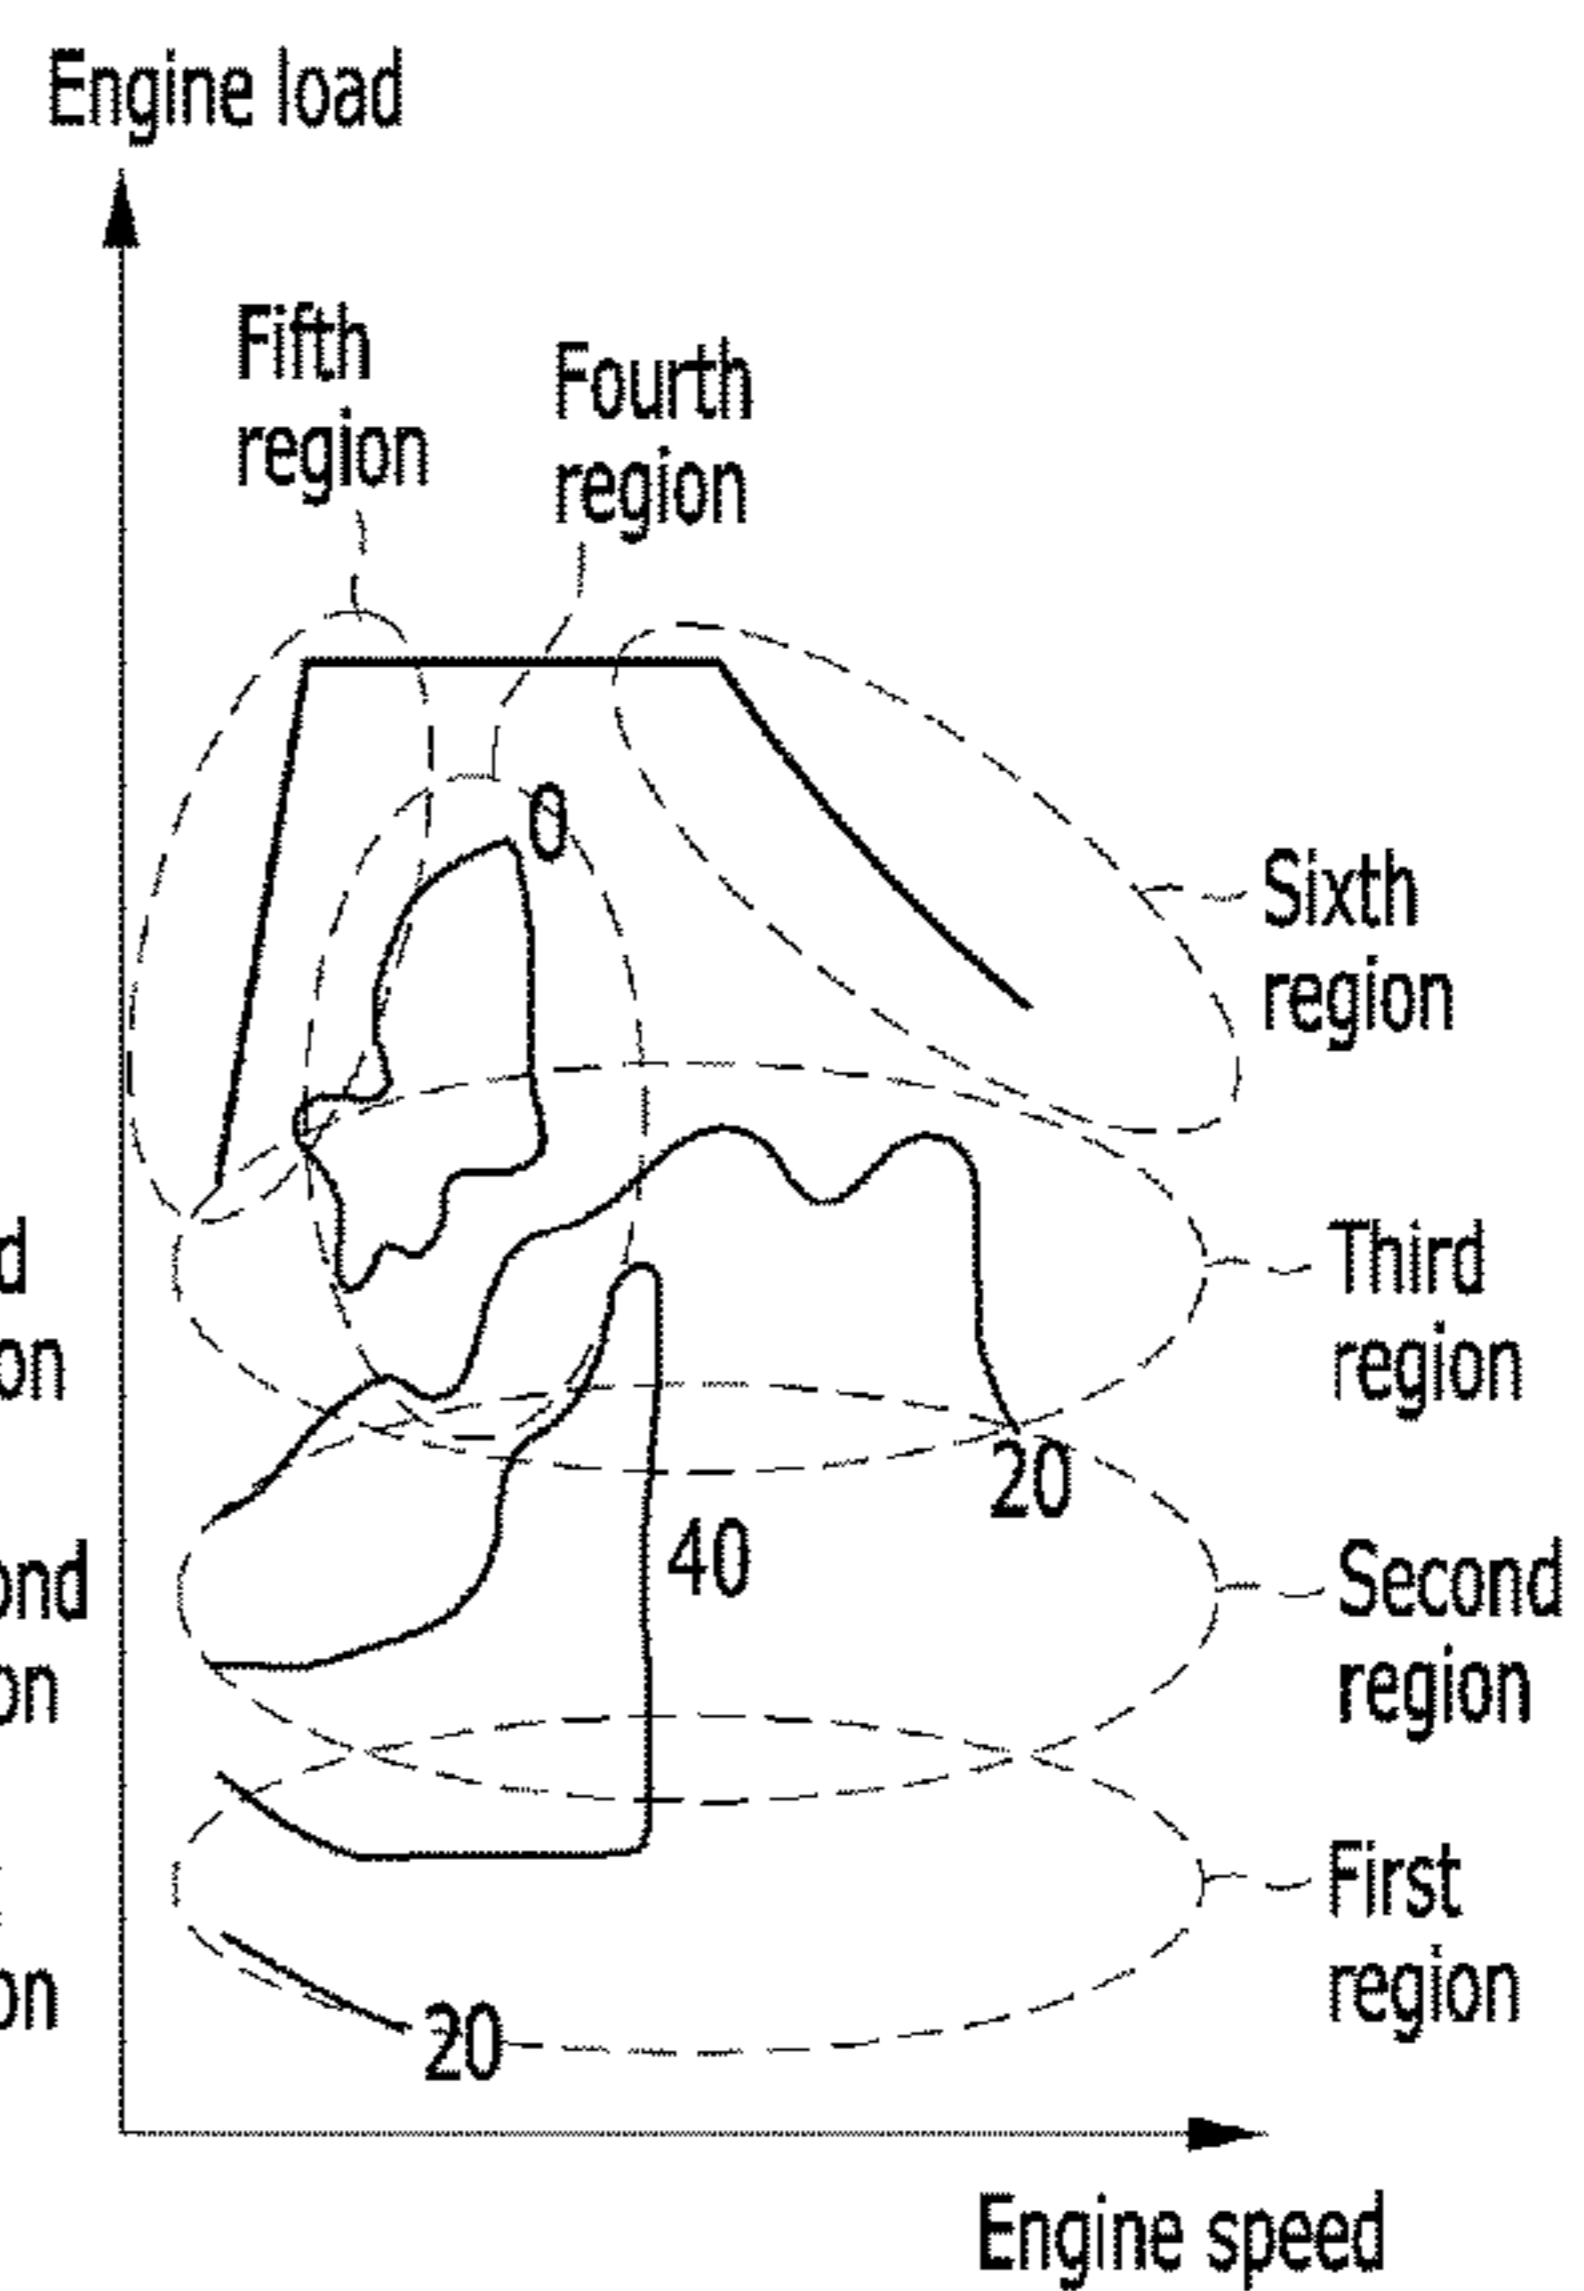 Engine load
Fifth
region
Fourth
region
0
Sixth
region
Third
region
20
40
Second
region
First
region
20
Engine speed